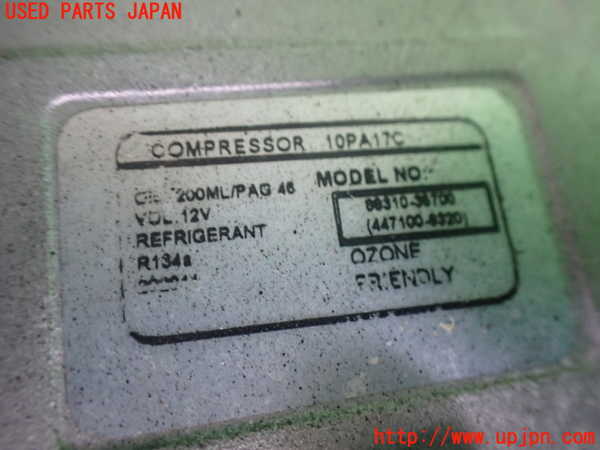 USED PARTS JAPAN
COMPRESSOR 10PA17C
200ML/PAG 46
MODEL NO.
VOL. 12V
REFRIGERANT
R134a
OZONE
FRIENDLY
http://www.upjpn.com/